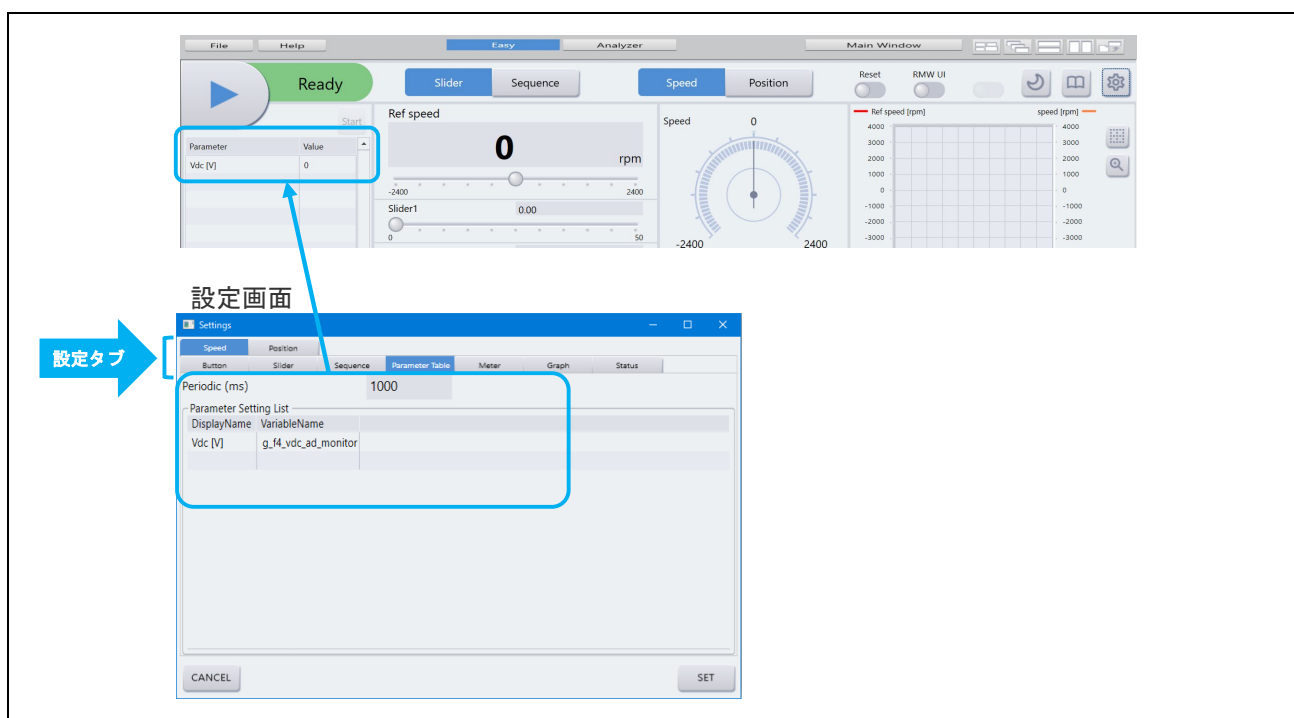 File Help Easy Analyzer Main Window
Ready Slider Sequence Speed Position Reset RMW UI
Start
Parameter Value
Vdc [V] 0
Ref speed
0 rpm
-2400 2400
Slider1 0.00
0 50
Speed 0
-2400 2400
Ref speed [rpm] speed [rpm]
4000 4000
3000 3000
2000 2000
1000 1000
0 0
-1000 -1000
-2000 -2000
-3000 -3000
設定画面
設定タブ
Settings
Speed Position
Button Slider Sequence Parameter Table Meter Graph Status
Periodic (ms) 1000
Parameter Setting List
DisplayName VariableName
Vdc [V] g_f4_vdc_ad_monitor
CANCEL SET